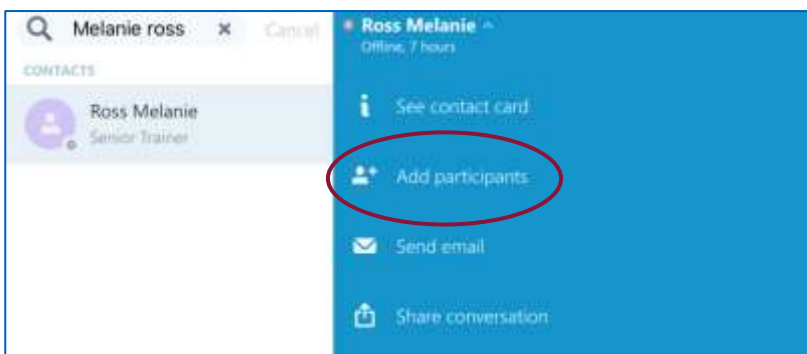 Melanie ross
Cancel
CONTACTS
Ross Melanie
Senior Trainer
Ross Melanie
Offline, 7 hours
See contact card
Add participants
Send email
Share conversation